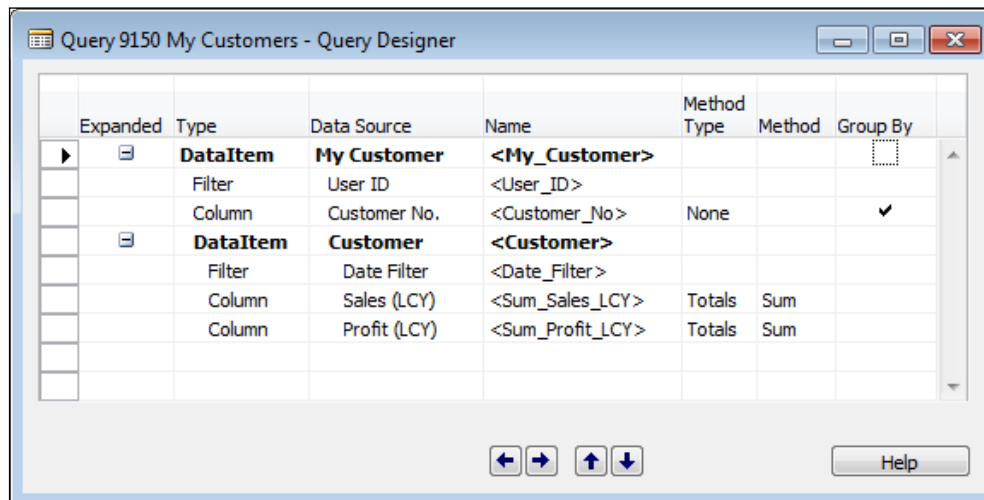 Query 9150 My Customers - Query Designer
Expanded Type Data Source Name Method Type Method Group By
DataItem My Customer <My_Customer>
Filter User ID <User_ID>
Column Customer No. <Customer_No> None
DataItem Customer <Customer>
Filter Date Filter <Date_Filter>
Column Sales (LCY) <Sum_Sales_LCY> Totals Sum
Column Profit (LCY) <Sum_Profit_LCY> Totals Sum
Help